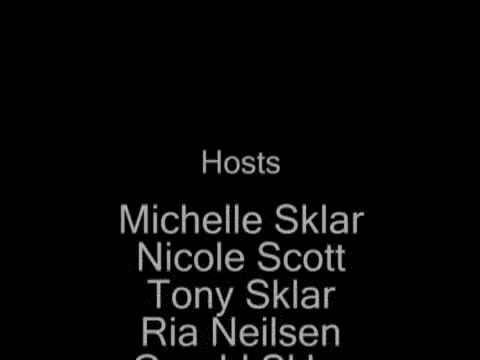 Hosts
Michelle Sklar
Nicole Scott
Tony Sklar
Ria Neilsen